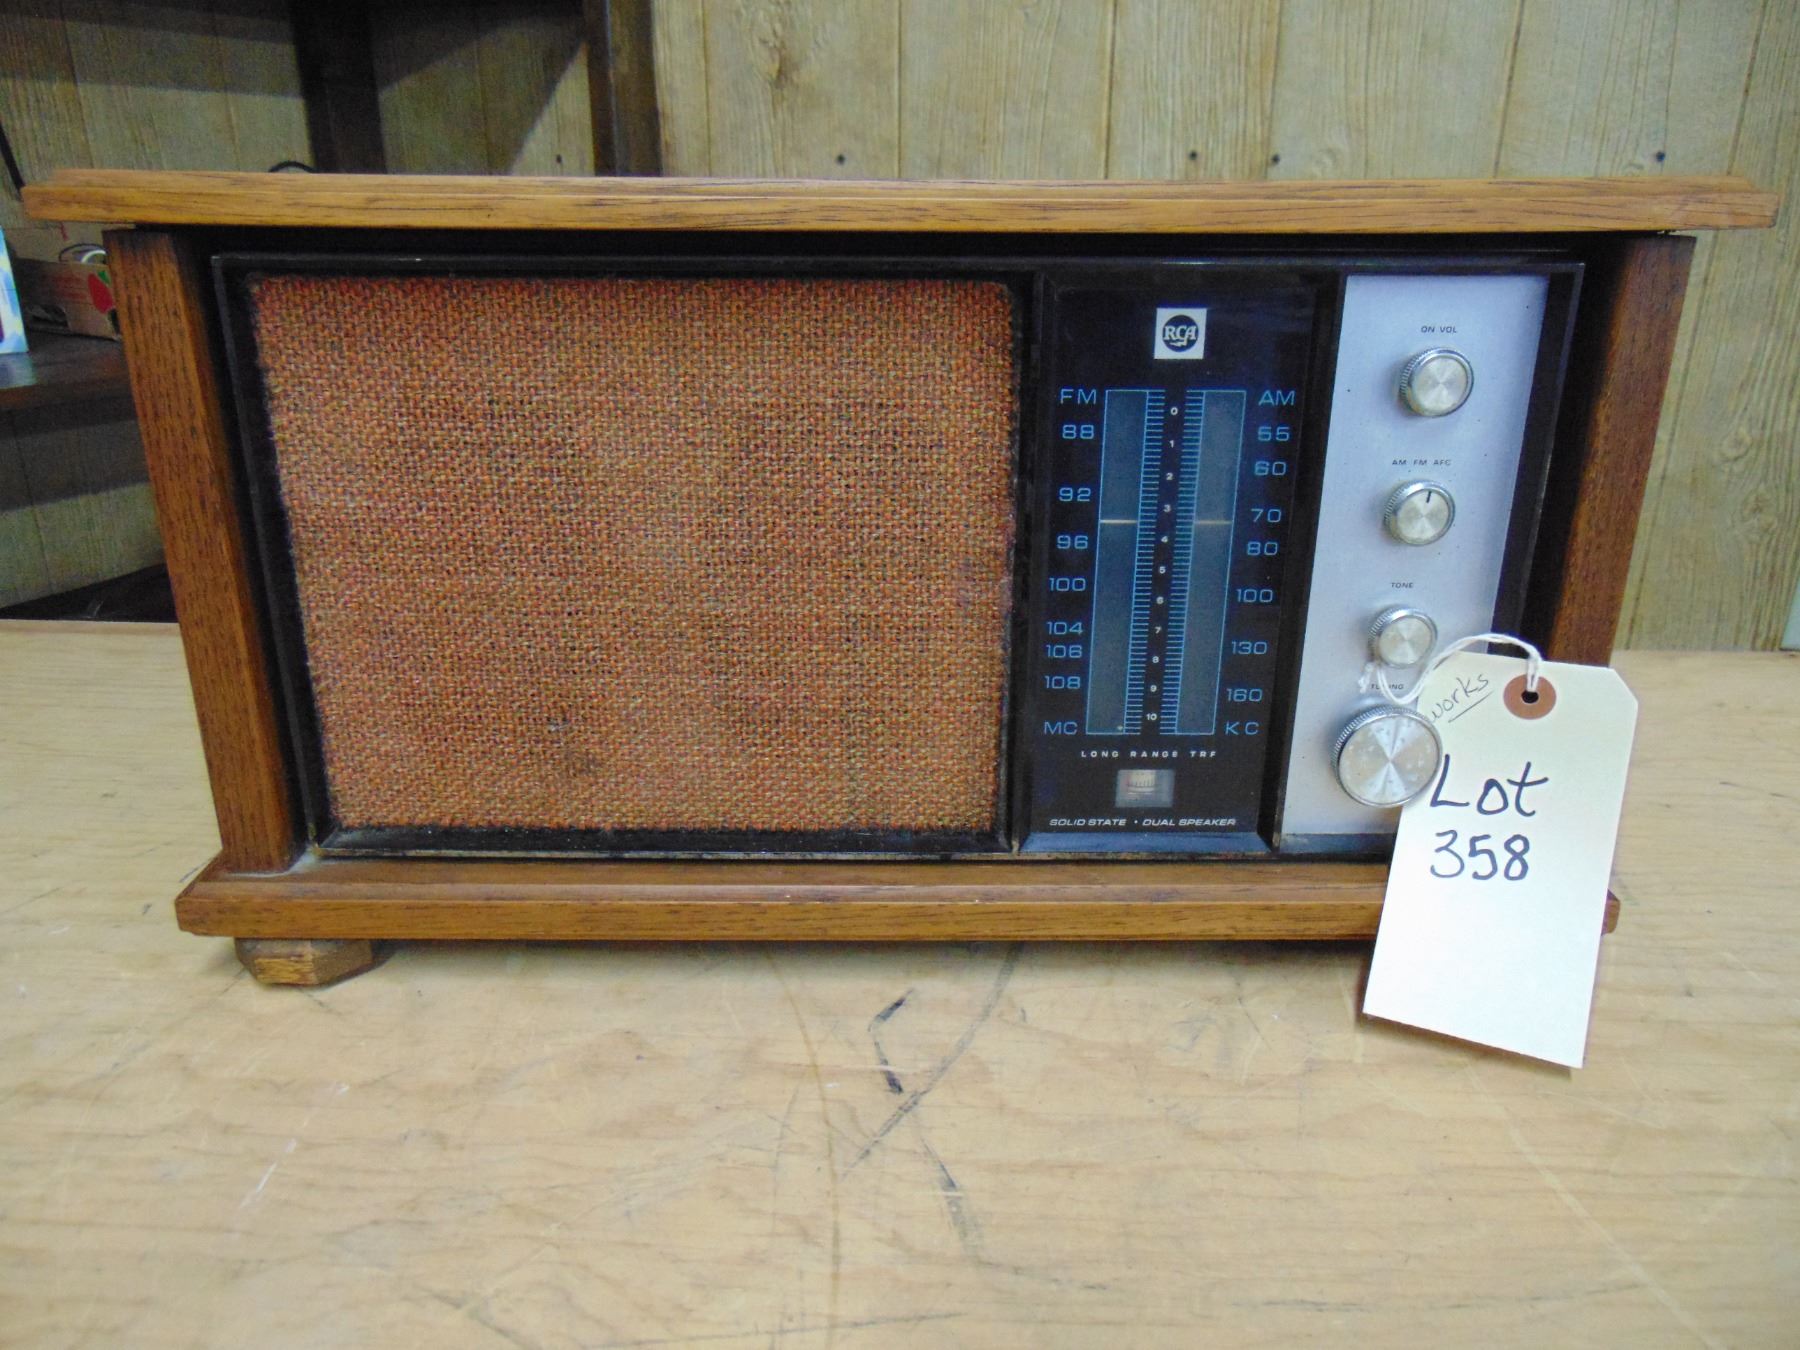 RCA
FM AM
88 55
92 60
96 70
100 80
104 100
106 130
108 160
MC KC
0
1
2
3
4
5
6
7
8
9
10
LONG RANGE TRF
SOLID STATE • DUAL SPEAKER
ON VOL
AM FM AFC
TONE
TUNING
works
Lot
358